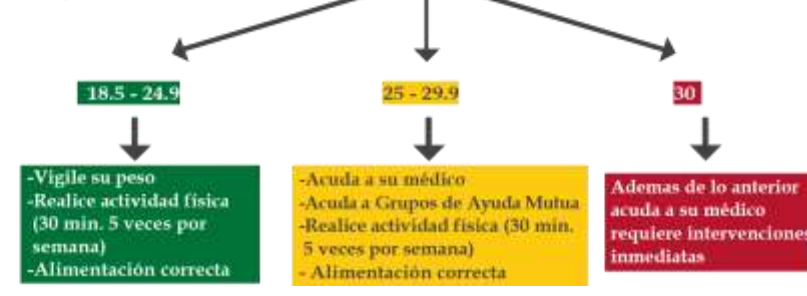 18.5 - 24.9
25 - 29.9
30
-Vigile su peso
-Realice actividad física
(30 min. 5 veces por
semana)
-Alimentación correcta
-Acuda a su médico
-Acuda a Grupos de Ayuda Mutua
-Realice actividad física (30 min.
5 veces por semana)
- Alimentación correcta
Ademas de lo anterior
acuda a su médico
requiere intervenciones
inmediatas